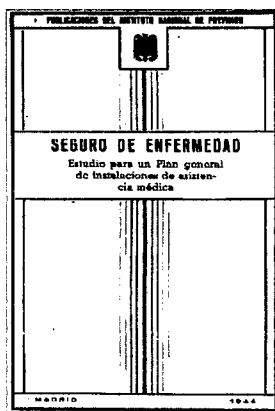 PUBLICACIONES DEL INSTITUTO NACIONAL DE PREVISION
SEGURO DE ENFERMEDAD
Estudio para un Plan general
de instalaciones de asisten-
cia médica
MADRID 1944